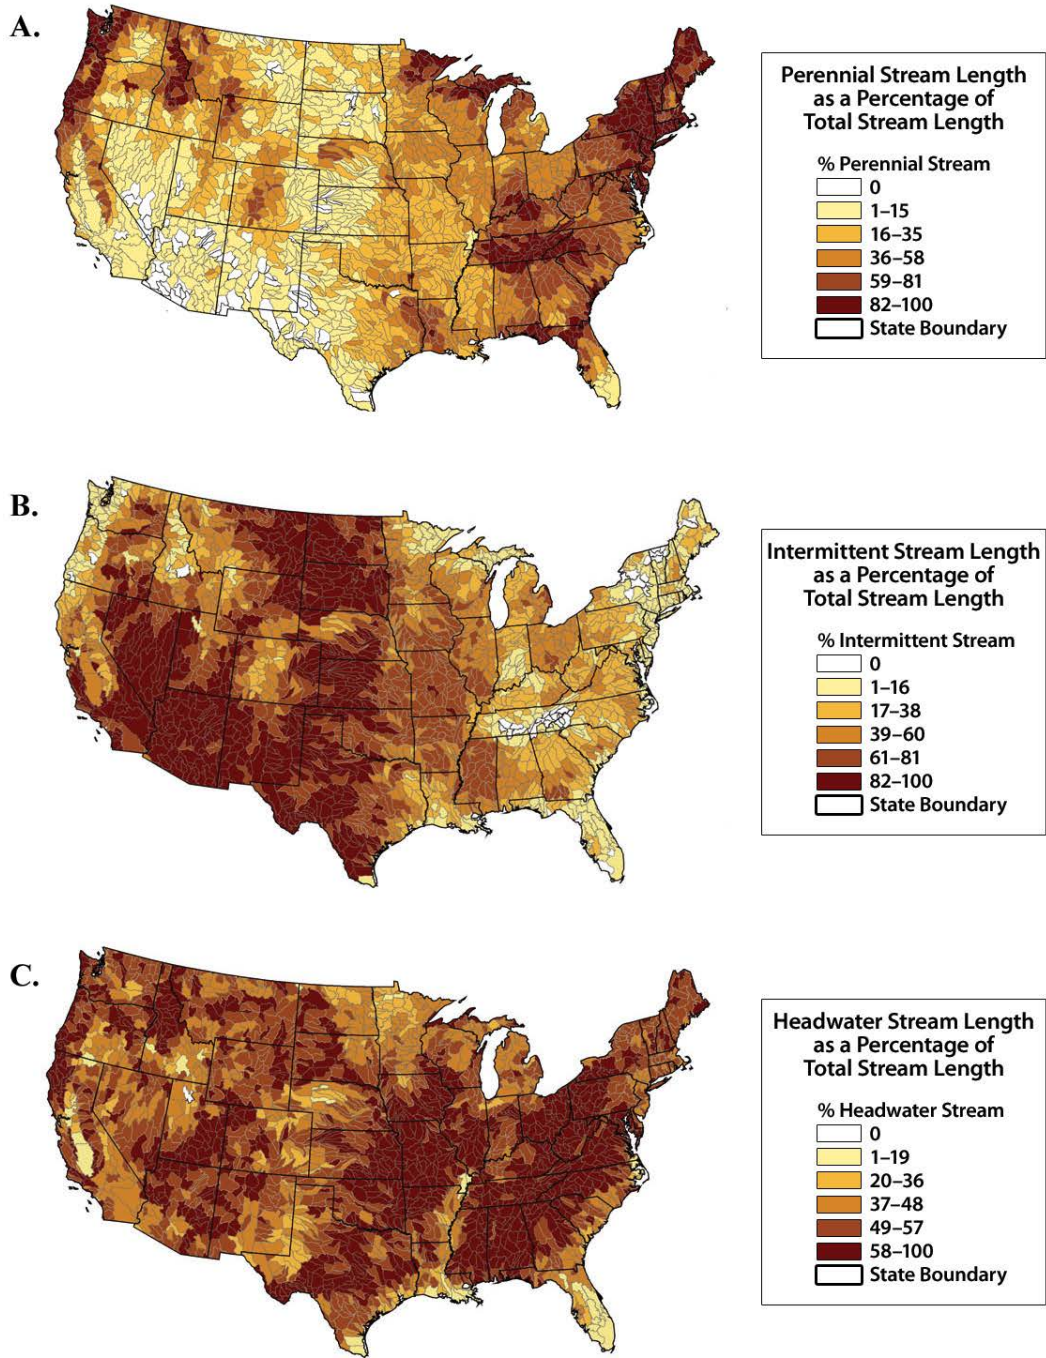 A.
Perennial Stream Length
as a Percentage of
Total Stream Length
% Perennial Stream
0
1–15
16–35
36–58
59–81
82–100
State Boundary
B.
Intermittent Stream Length
as a Percentage of
Total Stream Length
% Intermittent Stream
0
1–16
17–38
39–60
61–81
82–100
State Boundary
C.
Headwater Stream Length
as a Percentage of
Total Stream Length
% Headwater Stream
0
1–19
20–36
37–48
49–57
58–100
State Boundary